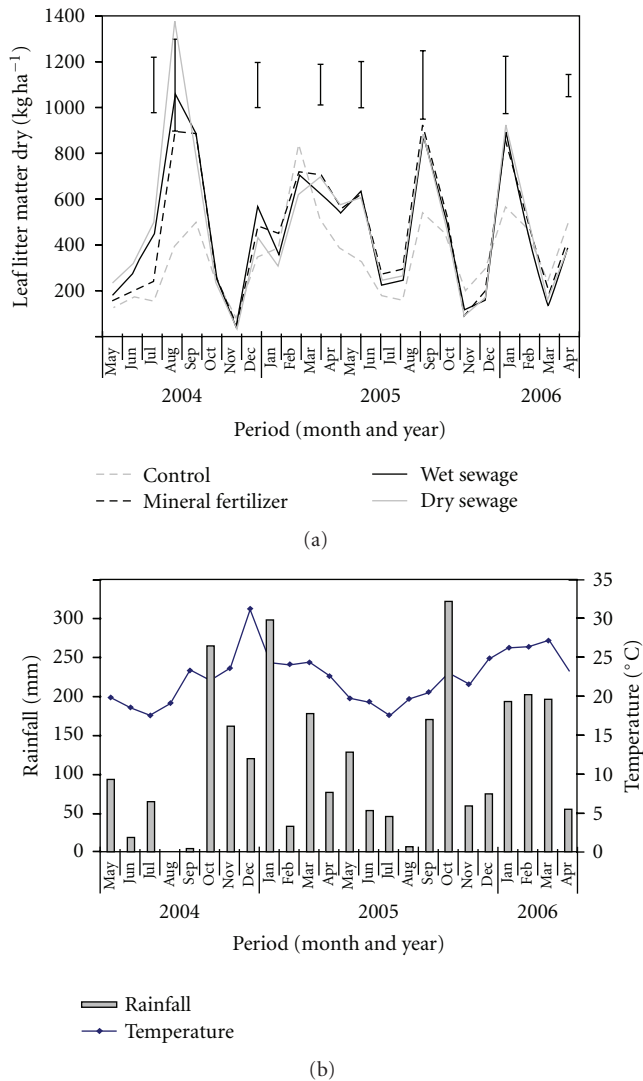 1400
1200
1000
800
600
400
200
Leaf litter matter dry (kg ha−1)
May Jun Jul Aug Sep Oct Nov Dec Jan Feb Mar Apr May Jun Jul Aug Sep Oct Nov Dec Jan Feb Mar Apr
2004 2005 2006
Period (month and year)
Control
Mineral fertilizer
Wet sewage
Dry sewage
(a)
300
250
200
150
100
50
0
Rainfall (mm)
35
30
25
20
15
10
5
0
Temperature (°C)
May Jun Jul Aug Sep Oct Nov Dec Jan Feb Mar Apr May Jun Jul Aug Sep Oct Nov Dec Jan Feb Mar Apr
2004 2005 2006
Period (month and year)
Rainfall
Temperature
(b)